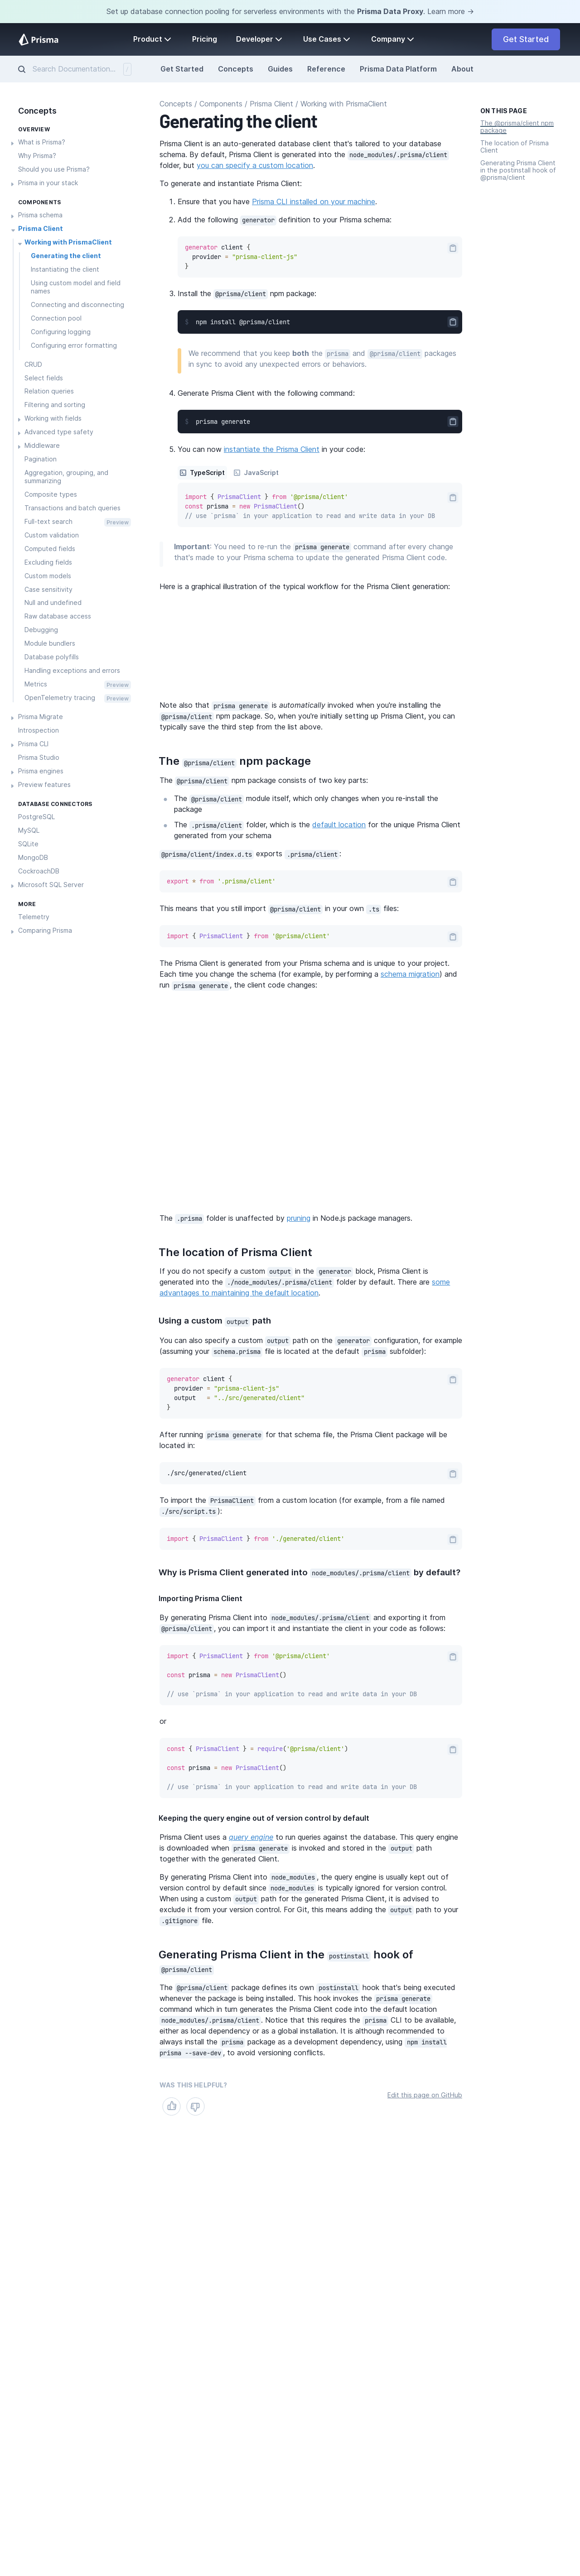 Set up database connection pooling for serverless environments with the Prisma Data Proxy. Learn more →
Prisma
Product
Pricing
Developer
Use Cases
Company
Get Started
Search Documentation...
/
Get Started
Concepts
Guides
Reference
Prisma Data Platform
About
Concepts
OVERVIEW
What is Prisma?
Why Prisma?
Should you use Prisma?
Prisma in your stack
COMPONENTS
Prisma schema
Prisma Client
Working with PrismaClient
Generating the client
Instantiating the client
Using custom model and field
names
Connecting and disconnecting
Connection pool
Configuring logging
Configuring error formatting
CRUD
Select fields
Relation queries
Filtering and sorting
Working with fields
Advanced type safety
Middleware
Pagination
Aggregation, grouping, and
summarizing
Composite types
Transactions and batch queries
Full-text search Preview
Custom validation
Computed fields
Excluding fields
Custom models
Case sensitivity
Null and undefined
Raw database access
Debugging
Module bundlers
Database polyfills
Handling exceptions and errors
Metrics Preview
OpenTelemetry tracing Preview
Prisma Migrate
Introspection
Prisma CLI
Prisma Studio
Prisma engines
Preview features
DATABASE CONNECTORS
PostgreSQL
MySQL
SQLite
MongoDB
CockroachDB
Microsoft SQL Server
MORE
Telemetry
Comparing Prisma
Concepts / Components / Prisma Client / Working with PrismaClient
Generating the client
Prisma Client is an auto-generated database client that's tailored to your database
schema. By default, Prisma Client is generated into the node_modules/.prisma/client
folder, but you can specify a custom location.
To generate and instantiate Prisma Client:
1. Ensure that you have Prisma CLI installed on your machine.
2. Add the following generator definition to your Prisma schema:
generator client {
provider = "prisma-client-js"
}
3. Install the @prisma/client npm package:
$ npm install @prisma/client
We recommend that you keep both the prisma and @prisma/client packages
in sync to avoid any unexpected errors or behaviors.
4. Generate Prisma Client with the following command:
$ prisma generate
5. You can now instantiate the Prisma Client in your code:
TypeScript
JavaScript
import { PrismaClient } from '@prisma/client'
const prisma = new PrismaClient()
// use `prisma` in your application to read and write data in your DB
Important: You need to re-run the prisma generate command after every change
that's made to your Prisma schema to update the generated Prisma Client code.
Here is a graphical illustration of the typical workflow for the Prisma Client generation:
Note also that prisma generate is automatically invoked when you're installing the
@prisma/client npm package. So, when you're initially setting up Prisma Client, you can
typically save the third step from the list above.
The @prisma/client npm package
The @prisma/client npm package consists of two key parts:
The @prisma/client module itself, which only changes when you re-install the
package
The .prisma/client folder, which is the default location for the unique Prisma Client
generated from your schema
@prisma/client/index.d.ts exports .prisma/client:
export * from '.prisma/client'
This means that you still import @prisma/client in your own .ts files:
import { PrismaClient } from '@prisma/client'
The Prisma Client is generated from your Prisma schema and is unique to your project.
Each time you change the schema (for example, by performing a schema migration) and
run prisma generate, the client code changes:
The .prisma folder is unaffected by pruning in Node.js package managers.
The location of Prisma Client
If you do not specify a custom output in the generator block, Prisma Client is
generated into the ./node_modules/.prisma/client folder by default. There are some
advantages to maintaining the default location.
Using a custom output path
You can also specify a custom output path on the generator configuration, for example
(assuming your schema.prisma file is located at the default prisma subfolder):
generator client {
provider = "prisma-client-js"
output = "../src/generated/client"
}
After running prisma generate for that schema file, the Prisma Client package will be
located in:
./src/generated/client
To import the PrismaClient from a custom location (for example, from a file named
./src/script.ts):
import { PrismaClient } from './generated/client'
Why is Prisma Client generated into node_modules/.prisma/client by default?
Importing Prisma Client
By generating Prisma Client into node_modules/.prisma/client and exporting it from
@prisma/client, you can import it and instantiate the client in your code as follows:
import { PrismaClient } from '@prisma/client'
const prisma = new PrismaClient()
// use `prisma` in your application to read and write data in your DB
or
const { PrismaClient } = require('@prisma/client')
const prisma = new PrismaClient()
// use `prisma` in your application to read and write data in your DB
Keeping the query engine out of version control by default
Prisma Client uses a query engine to run queries against the database. This query engine
is downloaded when prisma generate is invoked and stored in the output path
together with the generated Client.
By generating Prisma Client into node_modules, the query engine is usually kept out of
version control by default since node_modules is typically ignored for version control.
When using a custom output path for the generated Prisma Client, it is advised to
exclude it from your version control. For Git, this means adding the output path to your
.gitignore file.
Generating Prisma Client in the postinstall hook of
@prisma/client
The @prisma/client package defines its own postinstall hook that's being executed
whenever the package is being installed. This hook invokes the prisma generate
command which in turn generates the Prisma Client code into the default location
node_modules/.prisma/client. Note that this requires the prisma CLI to be available,
either as local dependency or as a global installation. It is although recommended to
always install the prisma package as a development dependency, using npm install
prisma --save-dev, to avoid versioning conflicts.
WAS THIS HELPFUL?
Edit this page on GitHub
ON THIS PAGE
The @prisma/client npm
package
The location of Prisma
Client
Generating Prisma Client
in the postinstall hook of
@prisma/client